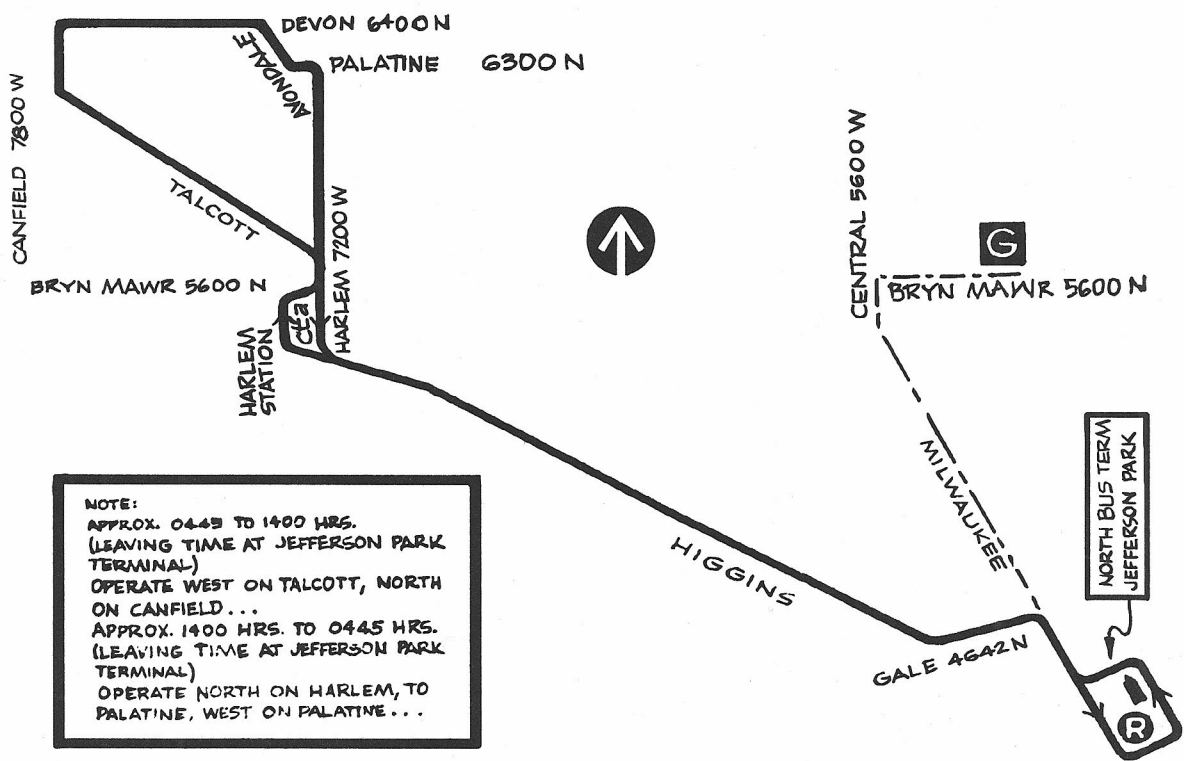 DEVON 6400 N
AVONDALE
PALATINE 6300 N
CANFIELD 7800 W
TALCOTT
HARLEM 7200 W
BRYN MAWR 5600 N
cta
HARLEM
STATION
CENTRAL 5600 W
G
BRYN MAWR 5600 N
MILWAUKEE
NORTH BUS TERM
JEFFERSON PARK
HIGGINS
GALE 4642 N
R
NOTE:
APPROX. 0445 TO 1400 HRS.
(LEAVING TIME AT JEFFERSON PARK
TERMINAL)
OPERATE WEST ON TALCOTT, NORTH
ON CANFIELD...
APPROX. 1400 HRS. TO 0445 HRS.
(LEAVING TIME AT JEFFERSON PARK
TERMINAL)
OPERATE NORTH ON HARLEM, TO
PALATINE, WEST ON PALATINE...